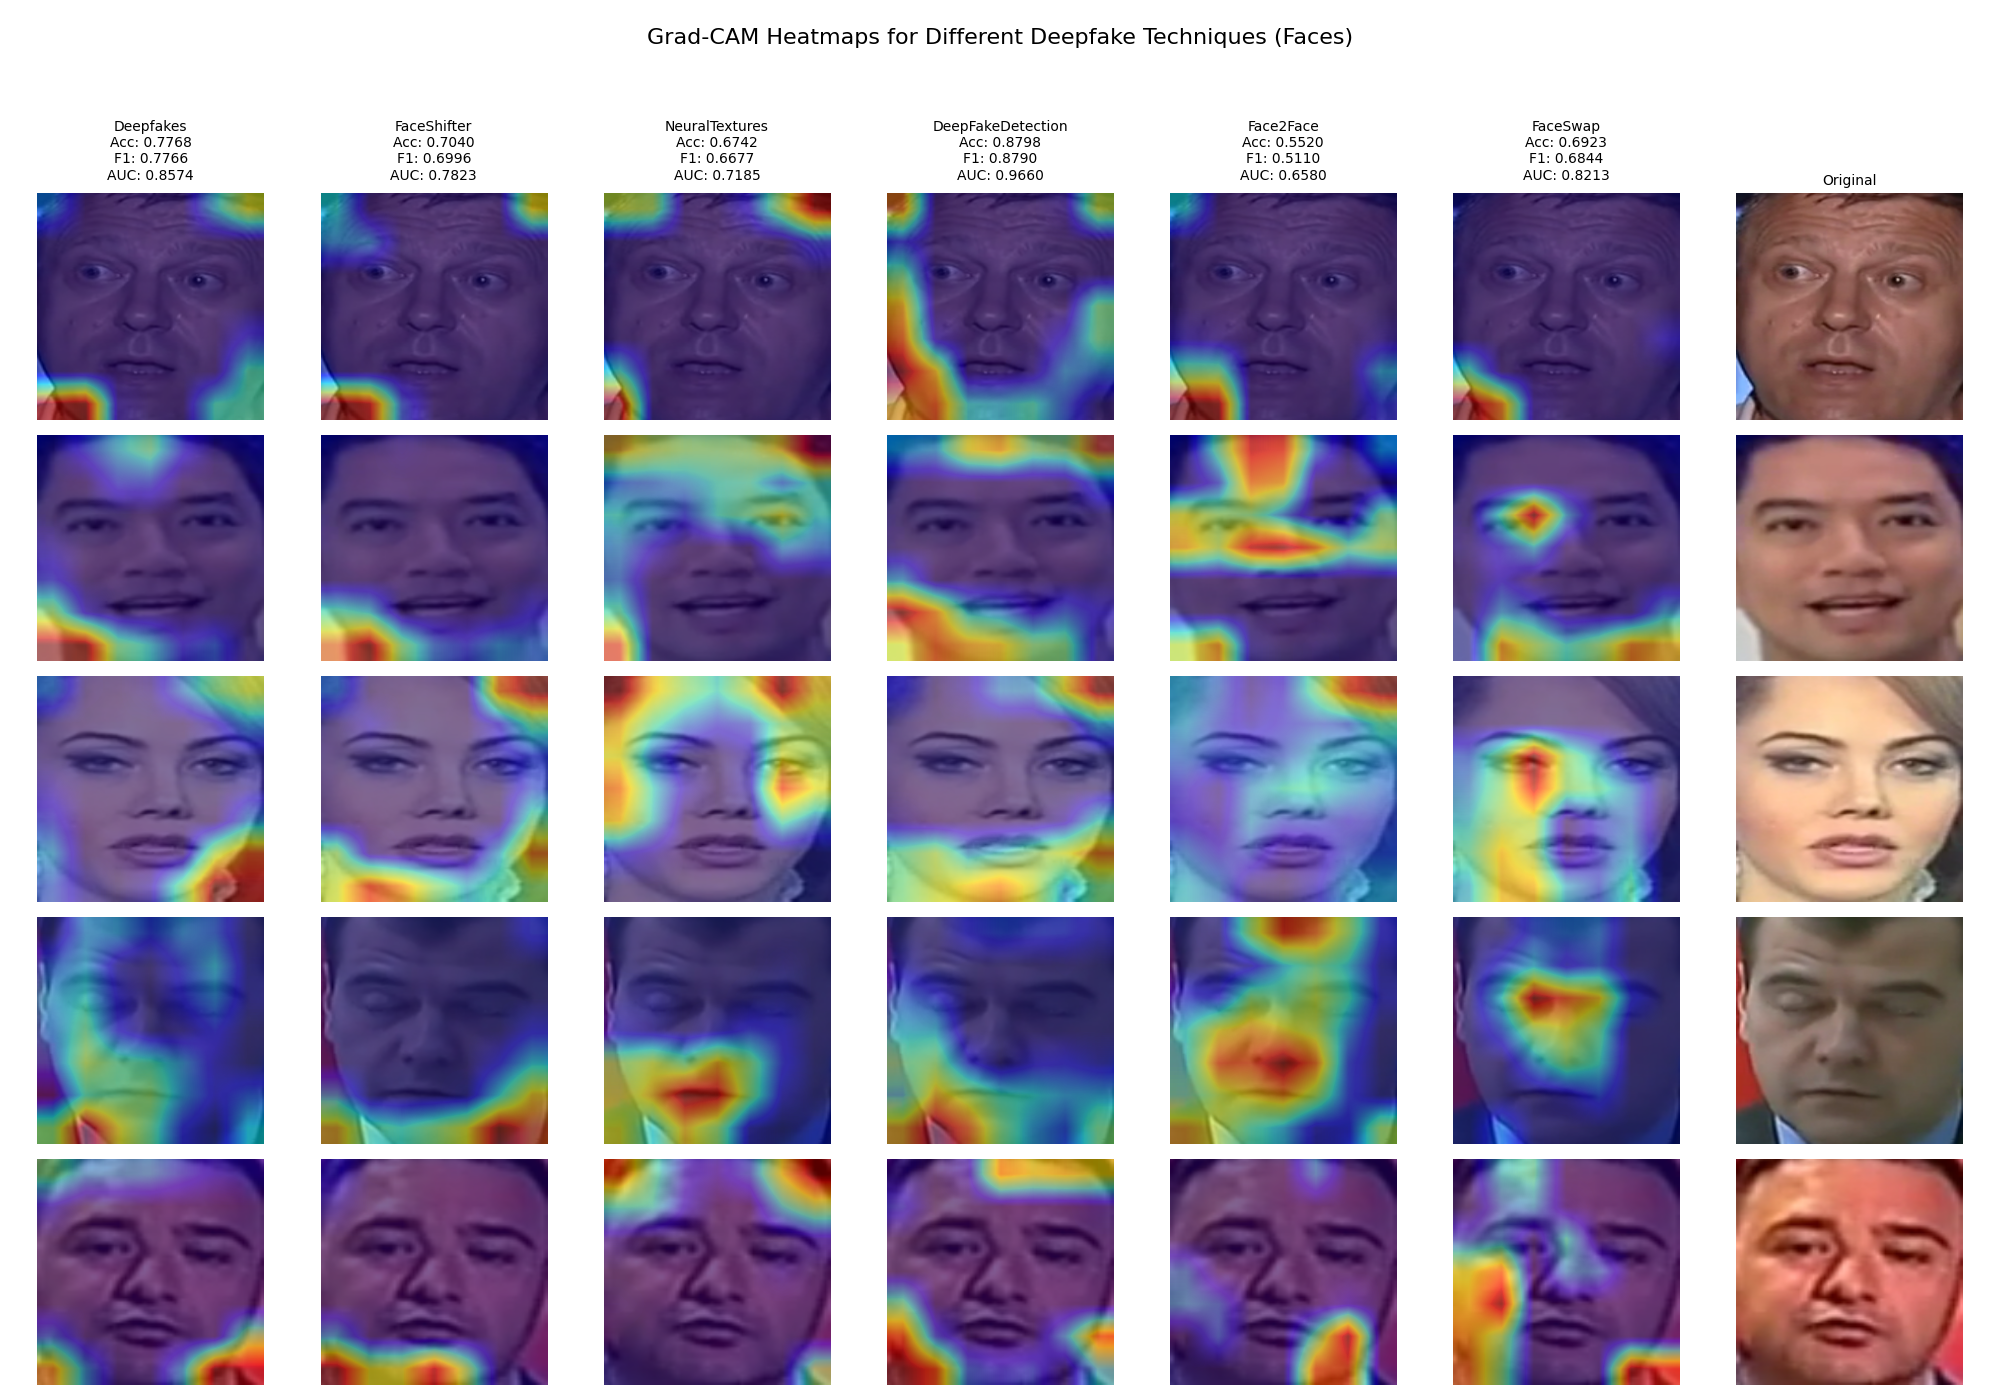 Grad-CAM Heatmaps for Different Deepfake Techniques (Faces)
Deepfakes
Acc: 0.7768
F1: 0.7766
AUC: 0.8574
FaceShifter
Acc: 0.7040
F1: 0.6996
AUC: 0.7823
NeuralTextures
Acc: 0.6742
F1: 0.6677
AUC: 0.7185
DeepFakeDetection
Acc: 0.8798
F1: 0.8790
AUC: 0.9660
Face2Face
Acc: 0.5520
F1: 0.5110
AUC: 0.6580
FaceSwap
Acc: 0.6923
F1: 0.6844
AUC: 0.8213
Original